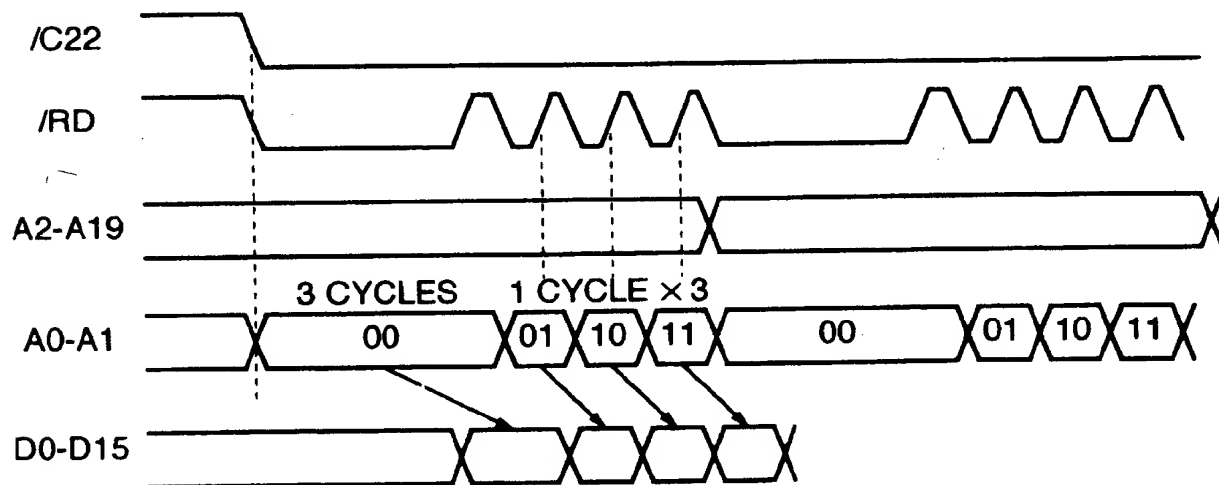 /C22
/RD
A2-A19
3 CYCLES 1 CYCLE × 3
A0-A1 00 01 10 11 00 01 10 11
D0-D15